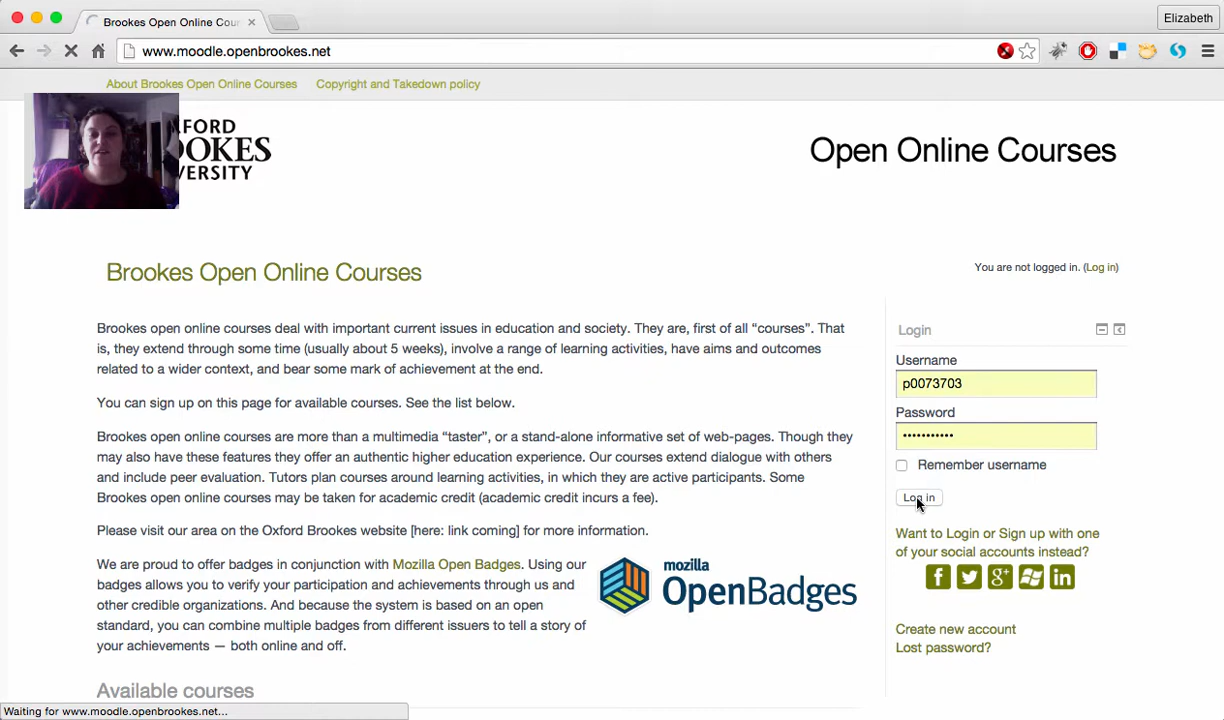 Brookes Open Online Cou
Elizabeth
www.moodle.openbrookes.net
About Brookes Open Online Courses
Copyright and Takedown policy
FORD
OOKES
VERSITY
Open Online Courses
Brookes Open Online Courses
You are not logged in. (Log in)
Brookes open online courses deal with important current issues in education and society. They are, first of all “courses”. That
is, they extend through some time (usually about 5 weeks), involve a range of learning activities, have aims and outcomes
related to a wider context, and bear some mark of achievement at the end.
You can sign up on this page for available courses. See the list below.
Brookes open online courses are more than a multimedia “taster”, or a stand-alone informative set of web-pages. Though they
may also have these features they offer an authentic higher education experience. Our courses extend dialogue with others
and include peer evaluation. Tutors plan courses around learning activities, in which they are active participants. Some
Brookes open online courses may be taken for academic credit (academic credit incurs a fee).
Please visit our area on the Oxford Brookes website [here: link coming] for more information.
We are proud to offer badges in conjunction with Mozilla Open Badges. Using our
badges allows you to verify your participation and achievements through us and
other credible organizations. And because the system is based on an open
standard, you can combine multiple badges from different issuers to tell a story of
your achievements — both online and off.
mozilla
OpenBadges
Available courses
Login
Username
p0073703
Password
•••••••••••
Remember username
Log in
Want to Login or Sign up with one
of your social accounts instead?
Create new account
Lost password?
Waiting for www.moodle.openbrookes.net...